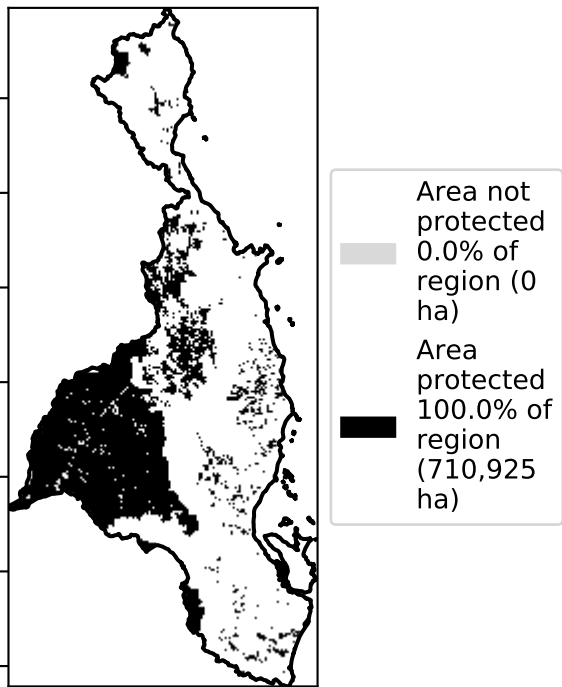 Area not
protected
0.0% of
region (0
ha)
Area
protected
100.0% of
region
(710,925
ha)